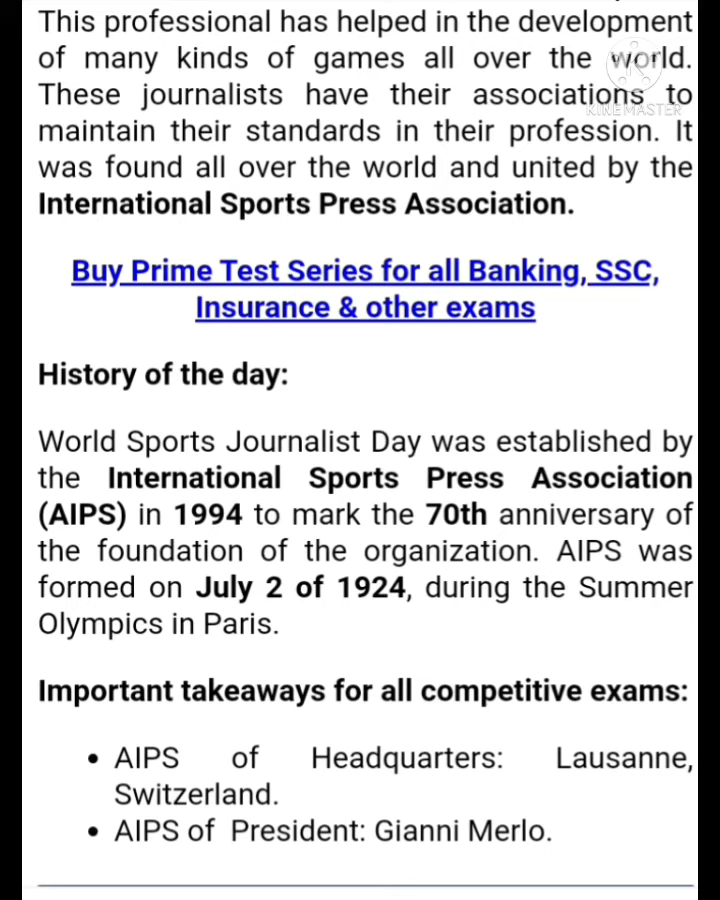 This professional has helped in the development
of many kinds of games all over the world.
These journalists have their associations to
KINEMASTER
maintain their standards in their profession. It
was found all over the world and united by the
International Sports Press Association.
Buy Prime Test Series for all Banking, SSC,
Insurance & other exams
History of the day:
World Sports Journalist Day was established by
the International Sports Press Association
(AIPS) in 1994 to mark the 70th anniversary of
the foundation of the organization. AIPS was
formed on July 2 of 1924, during the Summer
Olympics in Paris.
Important takeaways for all competitive exams:
• AIPS of Headquarters: Lausanne,
Switzerland.
• AIPS of President: Gianni Merlo.